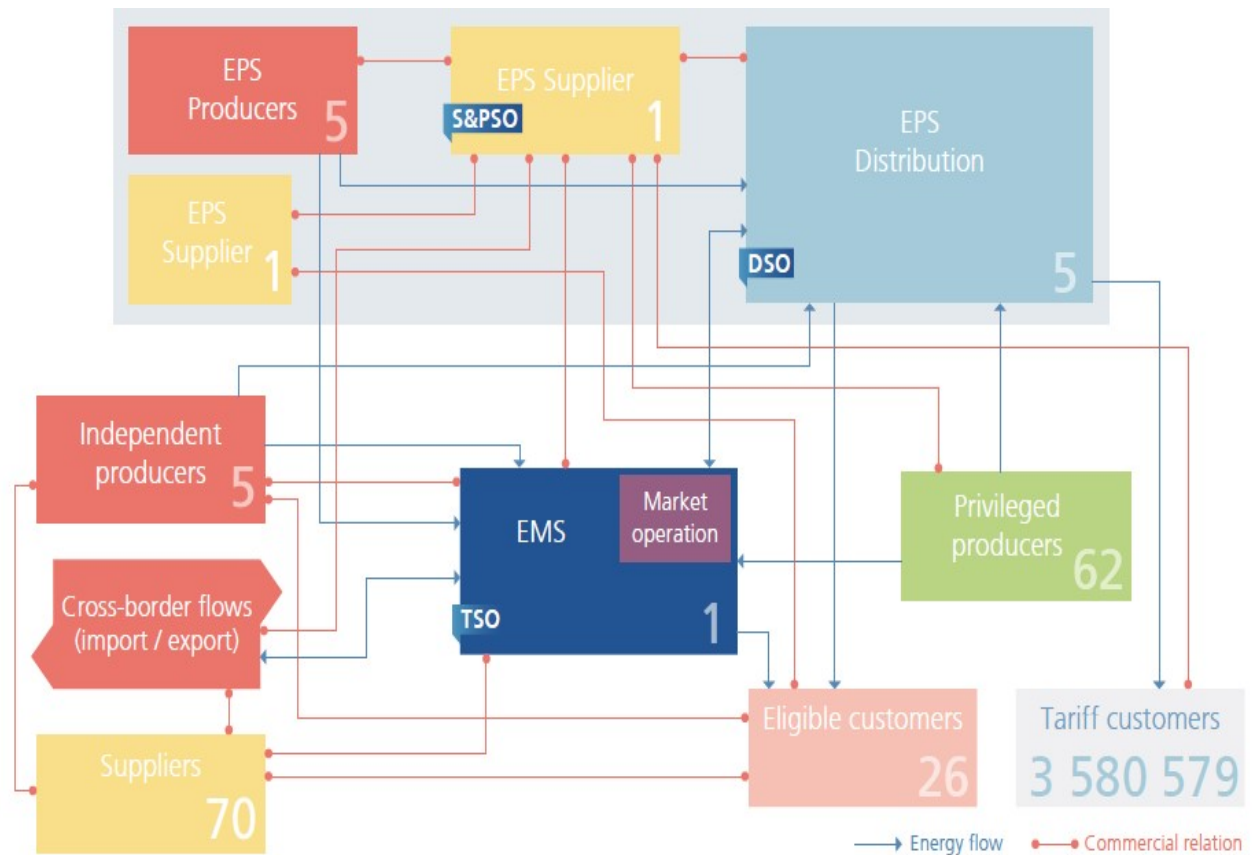 EPS
Producers
5
EPS Supplier
S&PSO
1
EPS
Distribution
DSO
5
EPS
Supplier
1
Independent
producers
5
EMS
Market
operation
TSO
1
Privileged
producers
62
Cross-border flows
(import / export)
Suppliers
70
Eligible customers
26
Tariff customers
3 580 579
Energy flow
Commercial relation